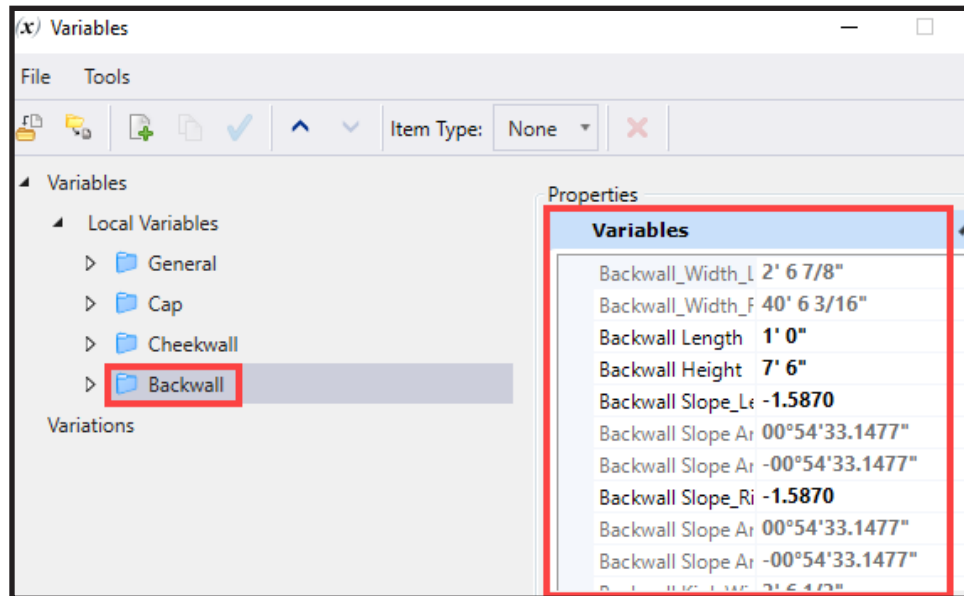 (x) Variables
File Tools
Item Type: None
Variables
Local Variables
General
Cap
Cheekwall
Backwall
Variations
Properties
Variables
Backwall_Width_L 2' 6 7/8"
Backwall_Width_F 40' 6 3/16"
Backwall Length 1' 0"
Backwall Height 7' 6"
Backwall Slope_Le -1.5870
Backwall Slope Ar 00°54'33.1477"
Backwall Slope Ar -00°54'33.1477"
Backwall Slope_Ri -1.5870
Backwall Slope Ar 00°54'33.1477"
Backwall Slope Ar -00°54'33.1477"